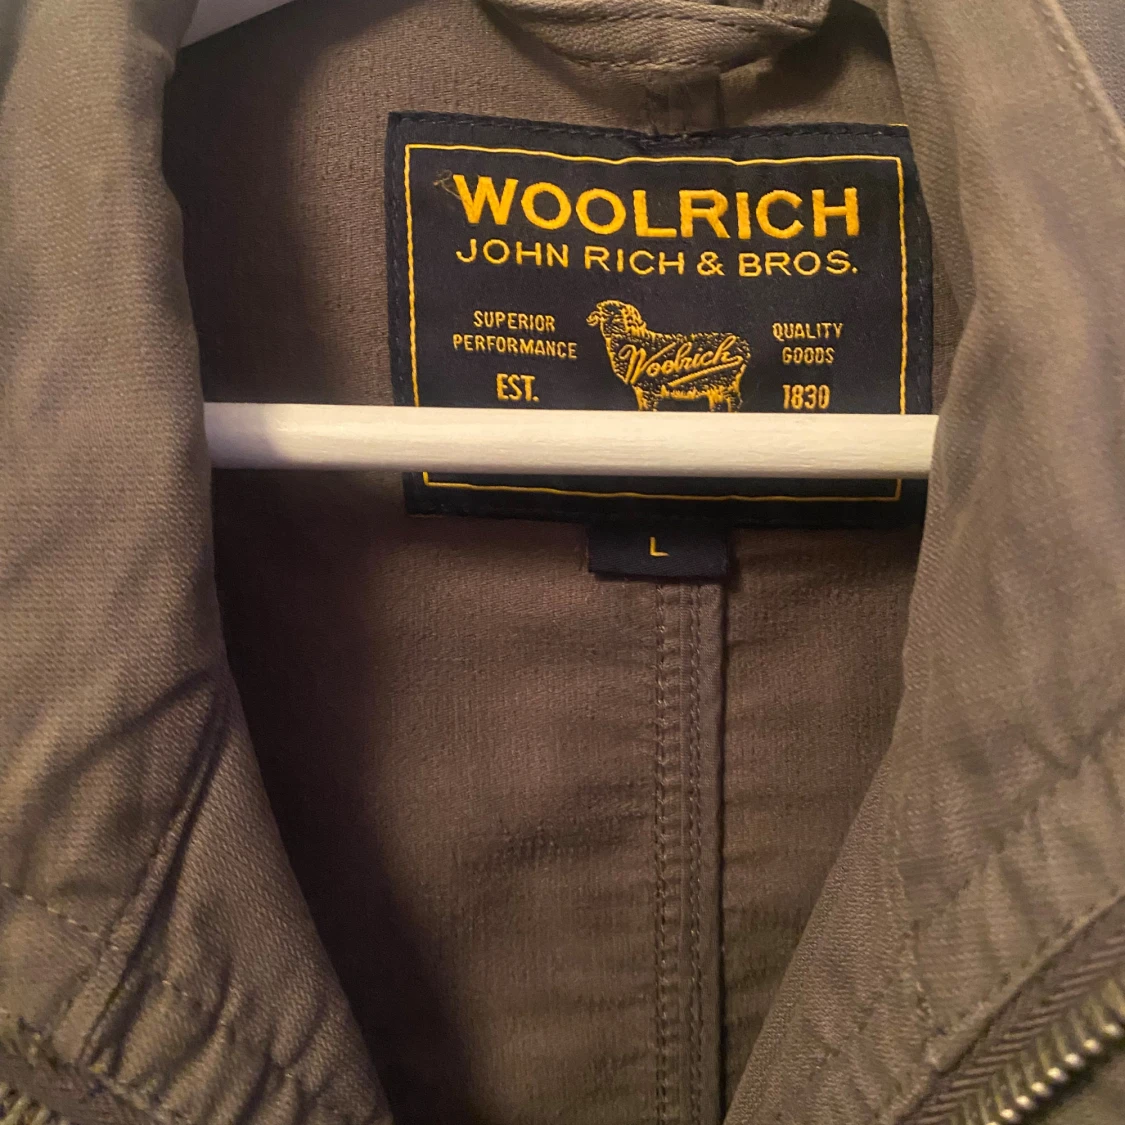 WOOLRICH
JOHN RICH & BROS.
SUPERIOR
PERFORMANCE
Woolrich
QUALITY
GOODS
EST.
1830
L